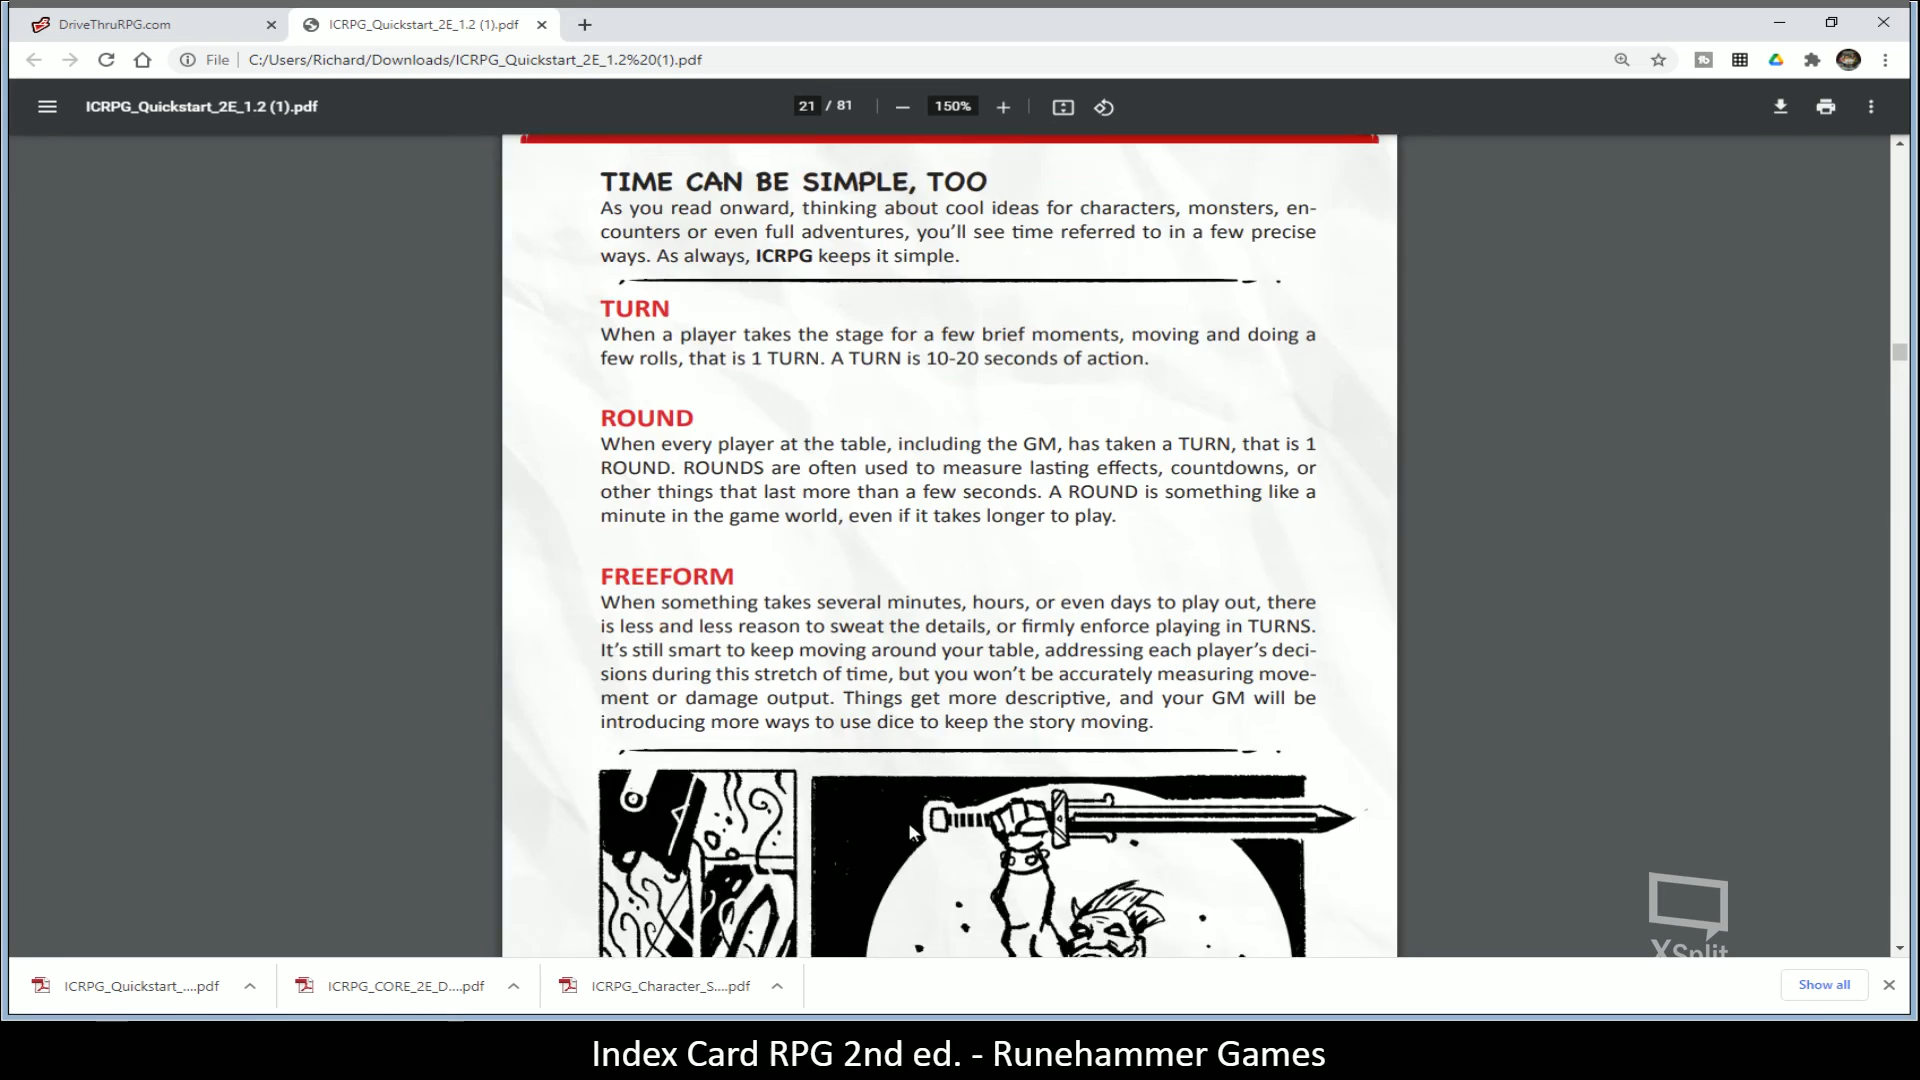 DriveThruRPG.com
ICRPG_Quickstart_2E_1.2 (1).pdf
File
C:/Users/Richard/Downloads/ICRPG_Quickstart_2E_1.2%20(1).pdf
ICRPG_Quickstart_2E_1.2 (1).pdf
21 / 81
150%
TIME CAN BE SIMPLE, TOO
As you read onward, thinking about cool ideas for characters, monsters, en-
counters or even full adventures, you'll see time referred to in a few precise
ways. As always, ICRPG keeps it simple.
TURN
When a player takes the stage for a few brief moments, moving and doing a
few rolls, that is 1 TURN. A TURN is 10-20 seconds of action.
ROUND
When every player at the table, including the GM, has taken a TURN, that is 1
ROUND. ROUNDS are often used to measure lasting effects, countdowns, or
other things that last more than a few seconds. A ROUND is something like a
minute in the game world, even if it takes longer to play.
FREEFORM
When something takes several minutes, hours, or even days to play out, there
is less and less reason to sweat the details, or firmly enforce playing in TURNS.
It's still smart to keep moving around your table, addressing each player's deci-
sions during this stretch of time, but you won't be accurately measuring move-
ment or damage output. Things get more descriptive, and your GM will be
introducing more ways to use dice to keep the story moving.
XSplit
ICRPG_Quickstart_....pdf
ICRPG_CORE_2E_D....pdf
ICRPG_Character_S....pdf
Show all
Index Card RPG 2nd ed. - Runehammer Games